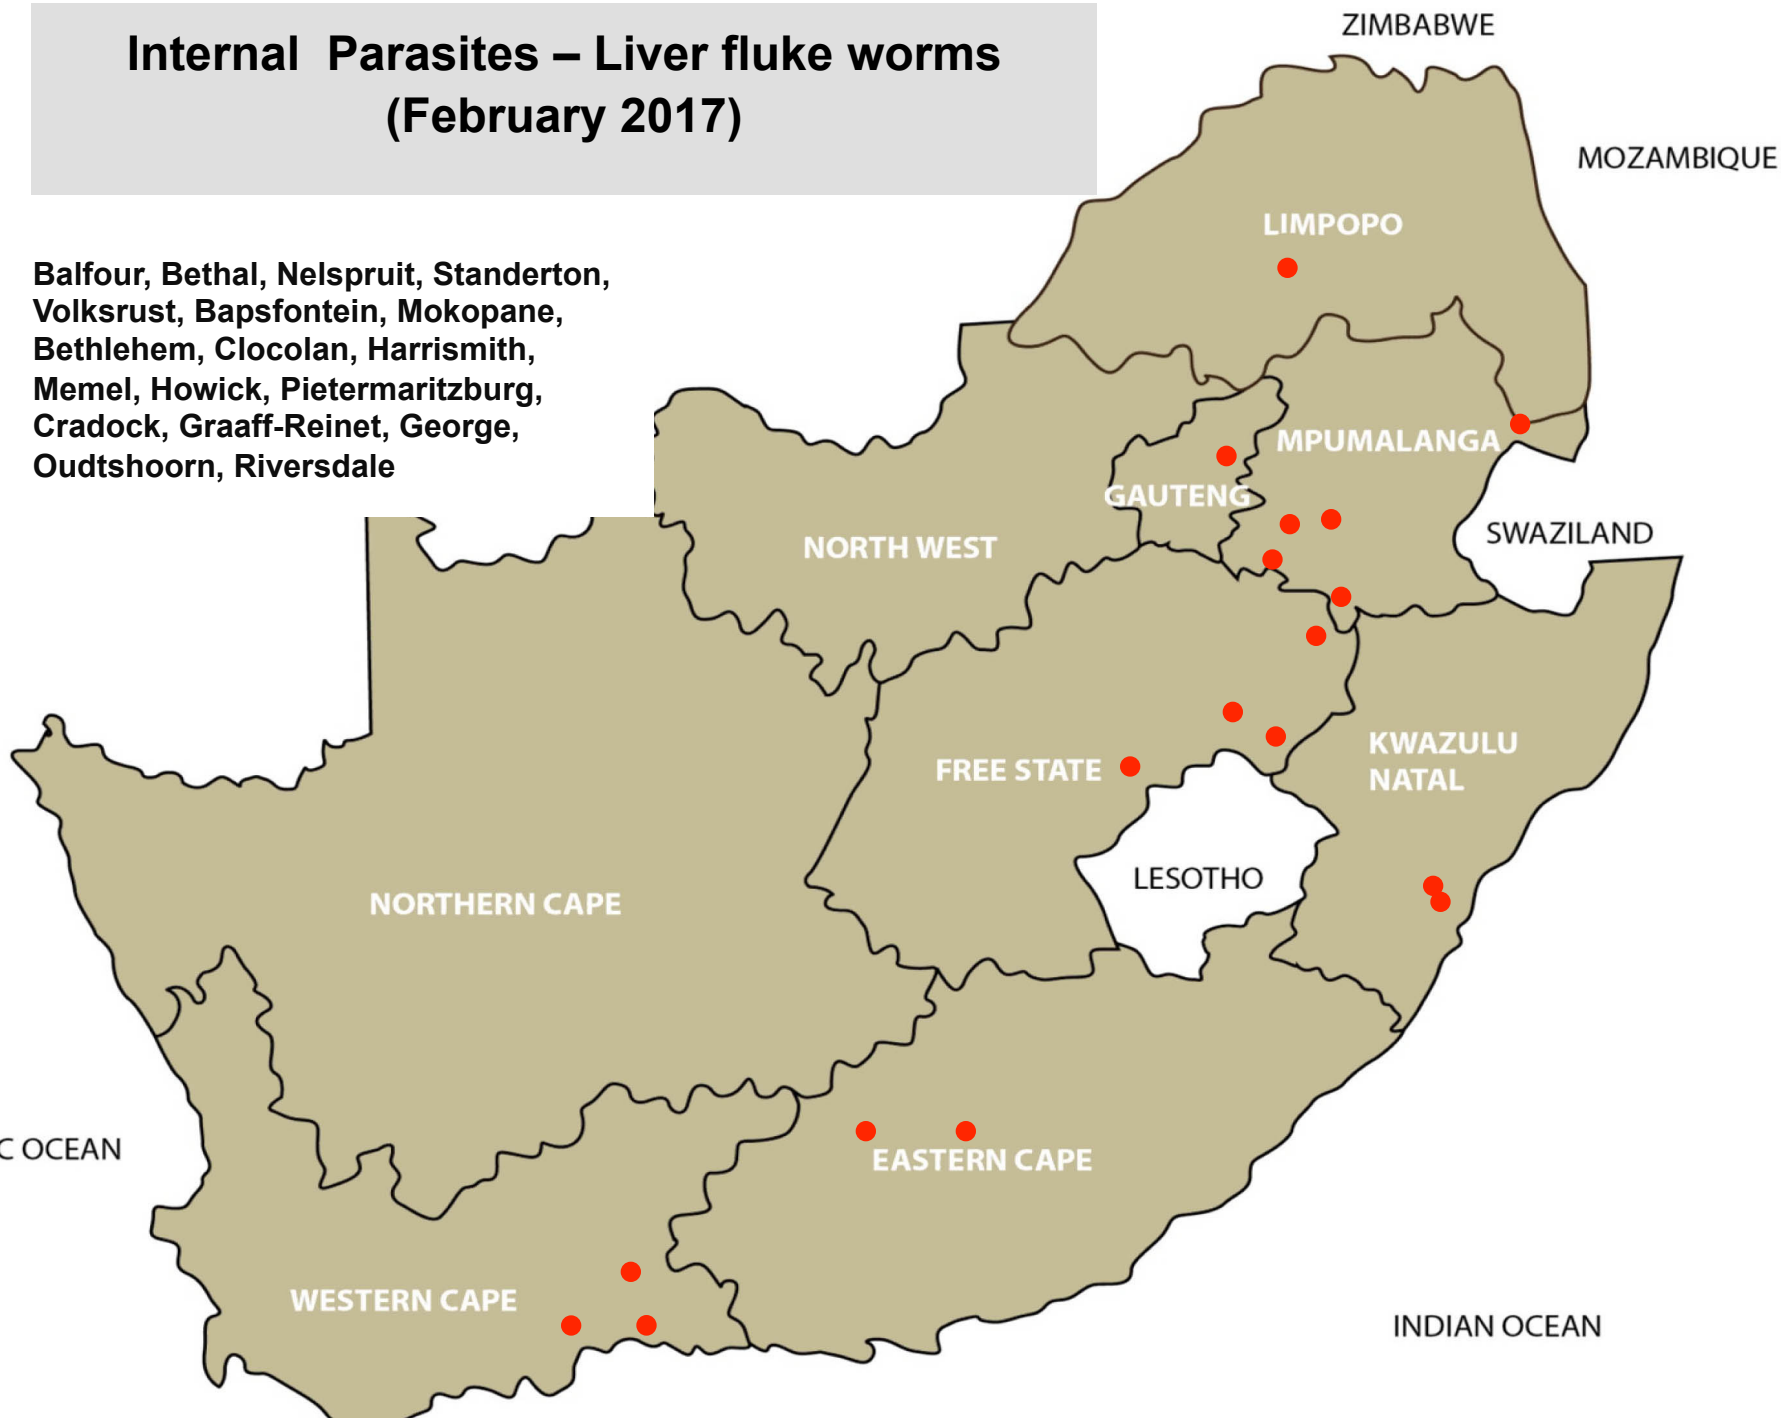 Internal  Parasites – Liver fluke worms
(February 2017)
ZIMBABWE
MOZAMBIQUE
LIMPOPO
Balfour, Bethal, Nelspruit, Standerton,
Volksrust, Bapsfontein, Mokopane,
Bethlehem, Clocolan, Harrismith,
Memel, Howick, Pietermaritzburg,
Cradock, Graaff-Reinet, George,
Oudtshoorn, Riversdale
MPUMALANGA
GAUTENG
SWAZILAND
NORTH WEST
KWAZULU
NATAL
FREE STATE
LESOTHO
NORTHERN CAPE
C OCEAN
EASTERN CAPE
WESTERN CAPE
INDIAN OCEAN